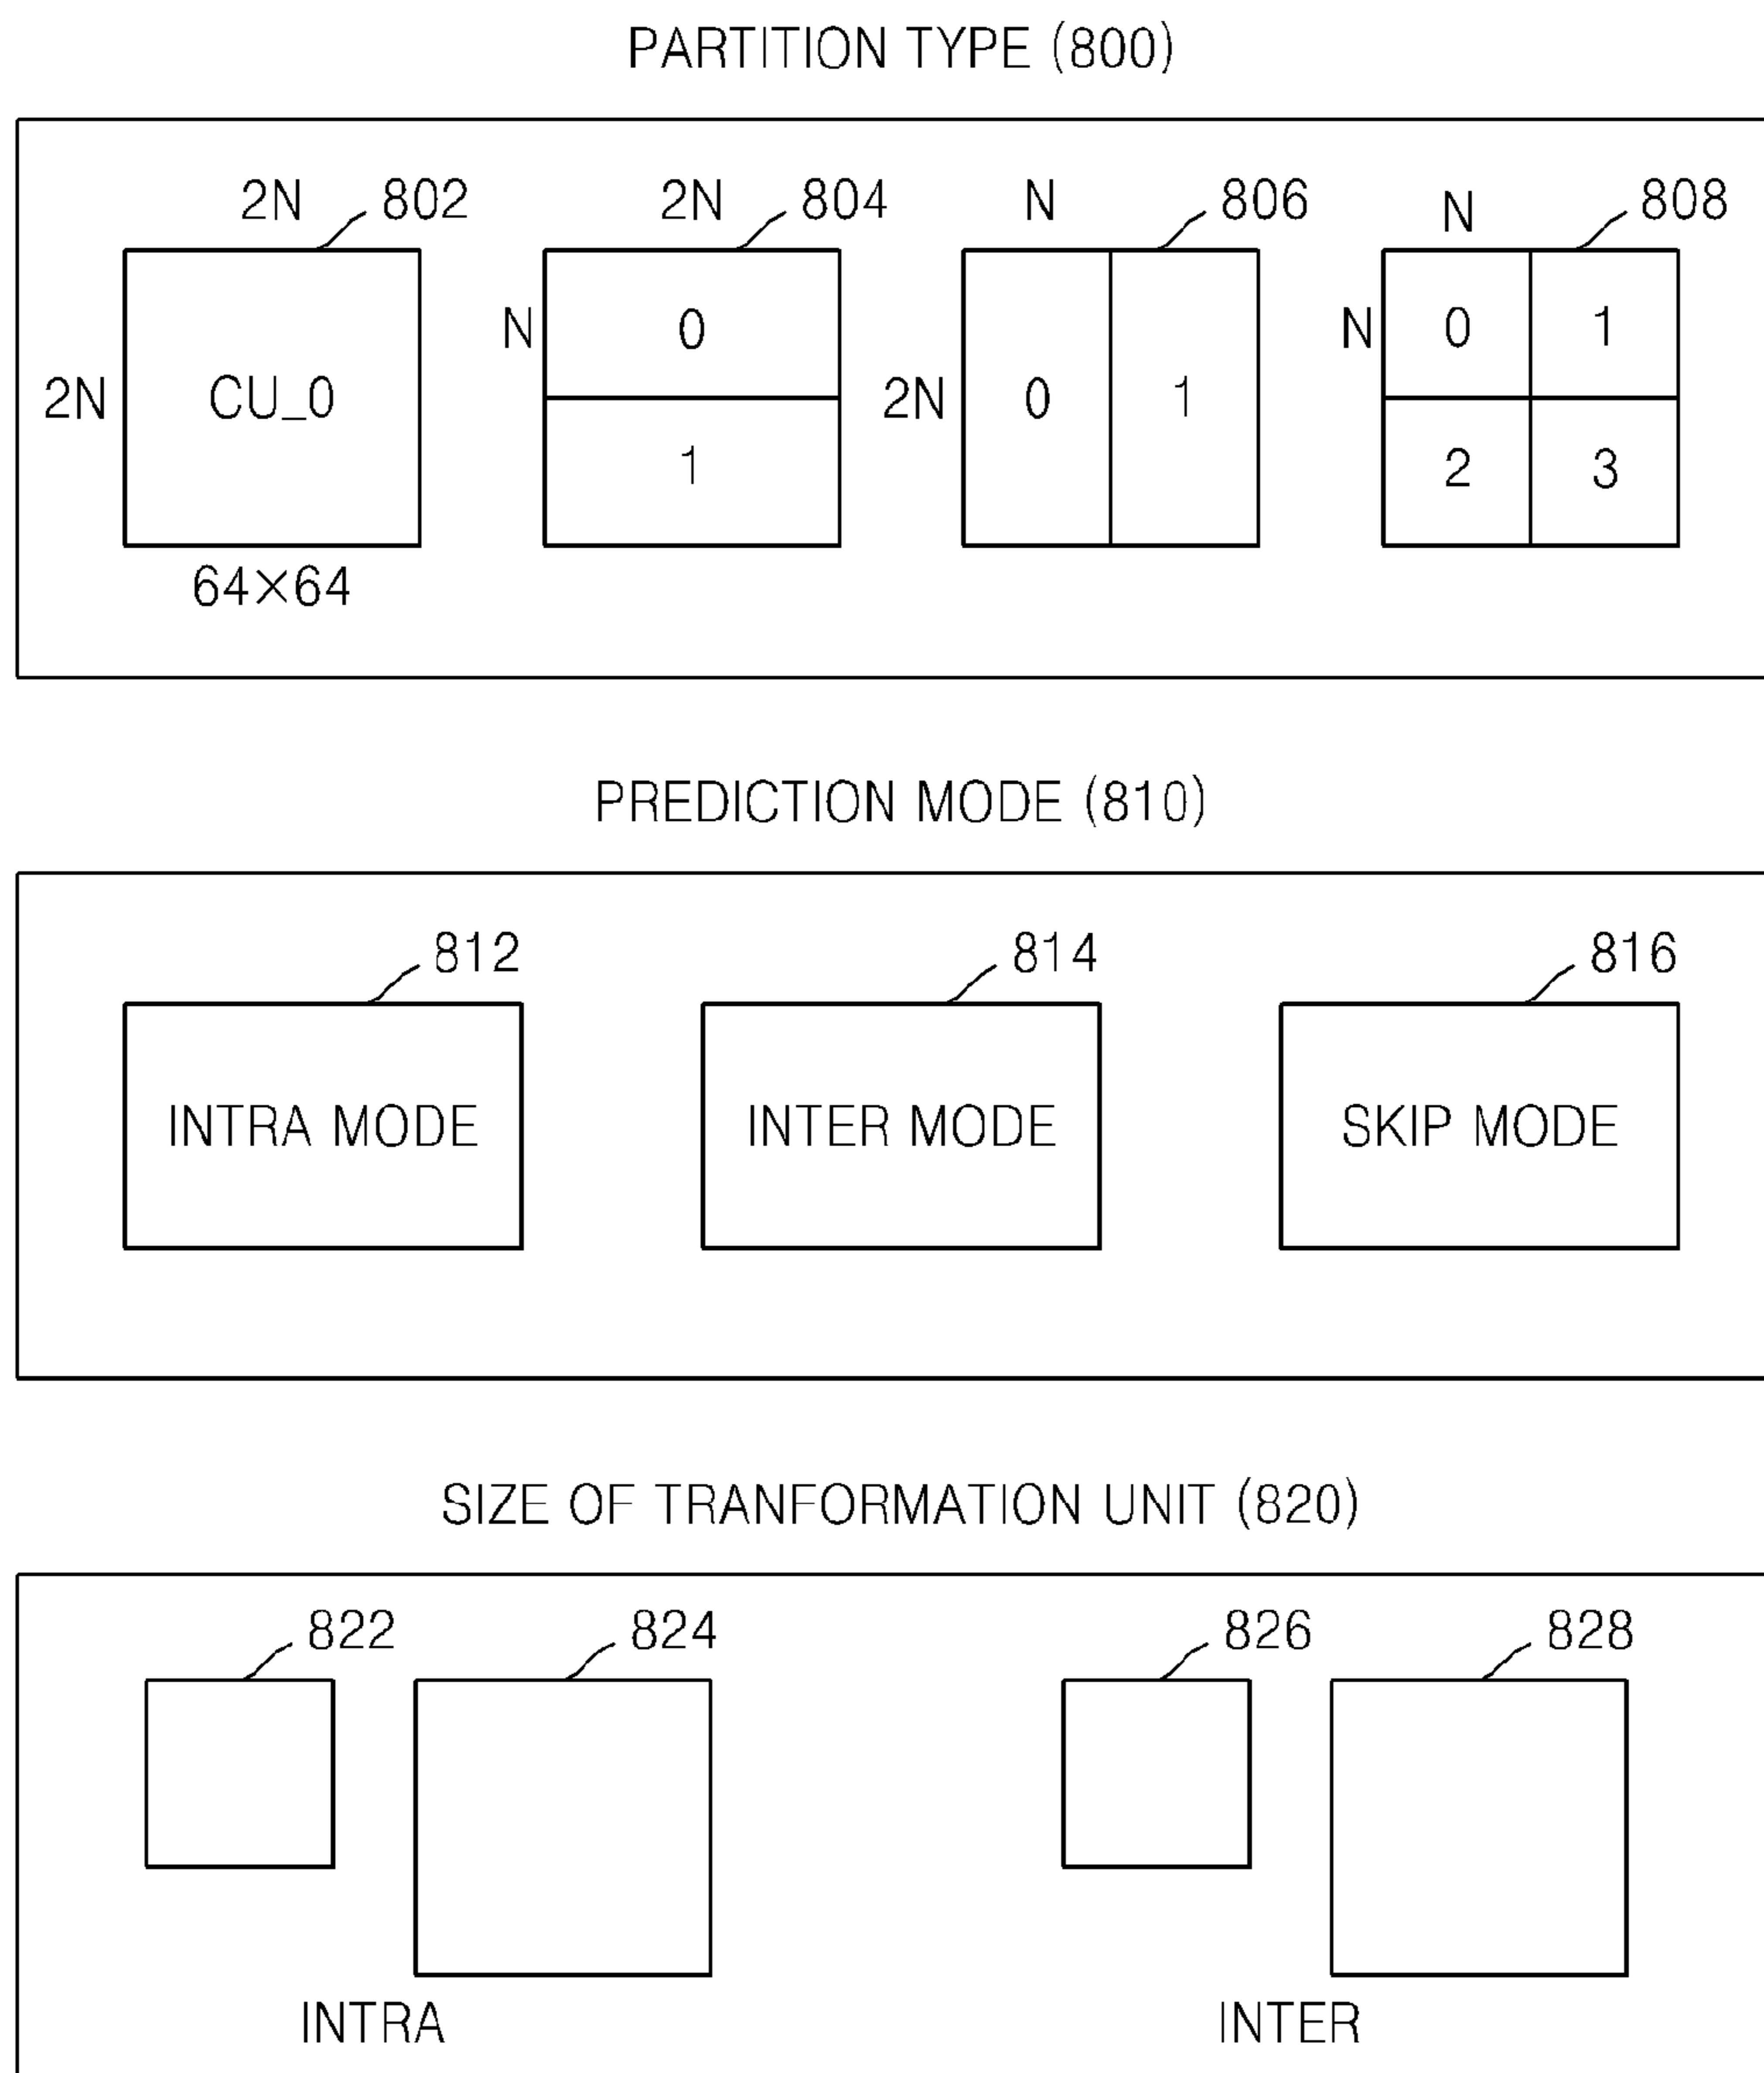 PARTITION TYPE (800)
2N 802 2N 804 N 806 N 808
N 0 N 0 1
2N CU_0 2N 0 1
1 2 3
64×64
PREDICTION MODE (810)
812 814 816
INTRA MODE INTER MODE SKIP MODE
SIZE OF TRANFORMATION UNIT (820)
822 824 826 828
INTRA INTER